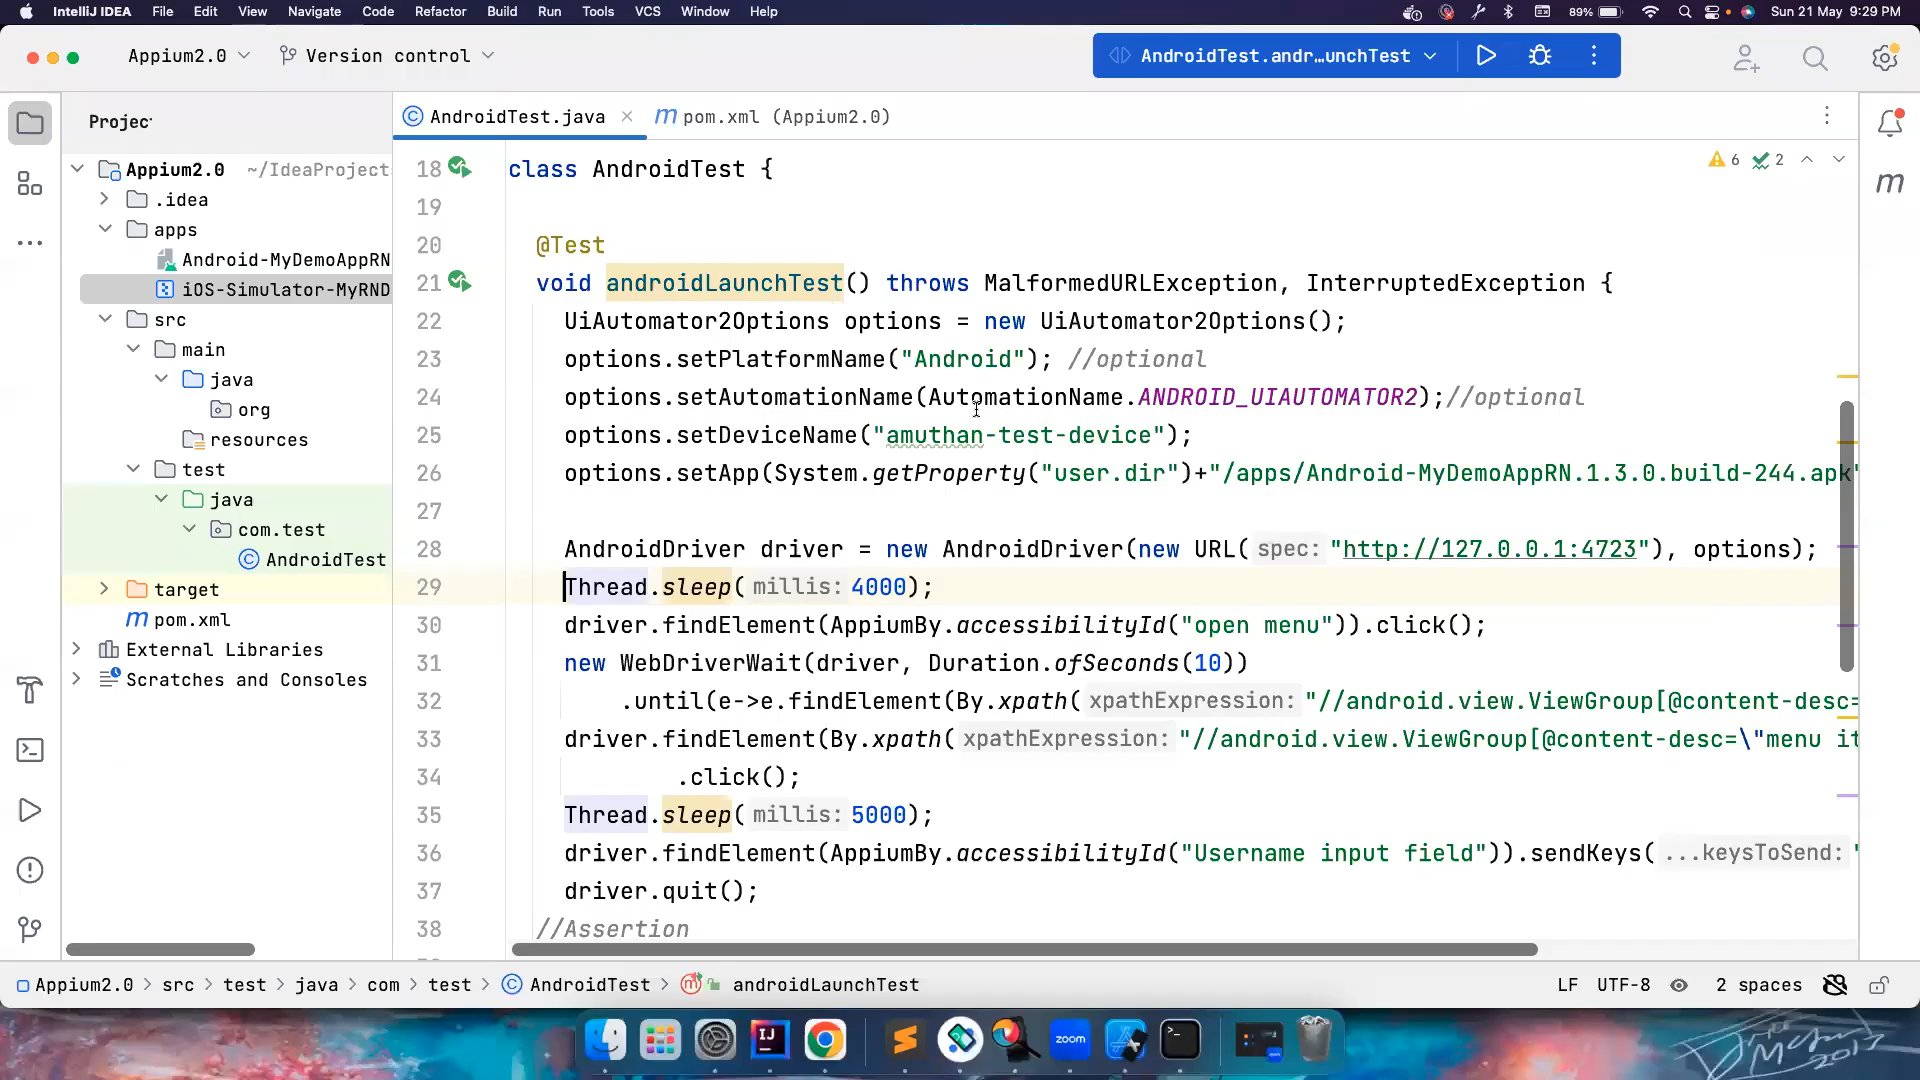 IntelliJ IDEA File Edit View Navigate Code Refactor Build Run Tools VCS Window Help 89% Sun 21 May 9:29 PM
Appium2.0 Version control AndroidTest.andr...unchTest
Projec
AndroidTest.java
pom.xml (Appium2.0)
Appium2.0 ~/IdeaProject
.idea
apps
Android-MyDemoAppRN
iOS-Simulator-MyRND
src
main
java
org
resources
test
java
com.test
AndroidTest
target
pom.xml
External Libraries
Scratches and Consoles
6 2
18 class AndroidTest {
19
20 @Test
21 void androidLaunchTest() throws MalformedURLException, InterruptedException {
22 UiAutomator2Options options = new UiAutomator2Options();
23 options.setPlatformName("Android"); //optional
24 options.setAutomationName(AutomationName.ANDROID_UIAUTOMATOR2);//optional
25 options.setDeviceName("amuthan-test-device");
26 options.setApp(System.getProperty("user.dir")+"/apps/Android-MyDemoAppRN.1.3.0.build-244.apk"
27
28 AndroidDriver driver = new AndroidDriver(new URL( spec: "http://127.0.0.1:4723"), options);
29 Thread.sleep( millis: 4000);
30 driver.findElement(AppiumBy.accessibilityId("open menu")).click();
31 new WebDriverWait(driver, Duration.ofSeconds(10))
32 .until(e->e.findElement(By.xpath( xpathExpression: "//android.view.ViewGroup[@content-desc=
33 driver.findElement(By.xpath( xpathExpression: "//android.view.ViewGroup[@content-desc=\"menu it
34 .click();
35 Thread.sleep( millis: 5000);
36 driver.findElement(AppiumBy.accessibilityId("Username input field")).sendKeys( ...keysToSend: "
37 driver.quit();
38 //Assertion
Appium2.0 > src > test > java > com > test > AndroidTest > androidLaunchTest LF UTF-8 2 spaces
zoom
2017